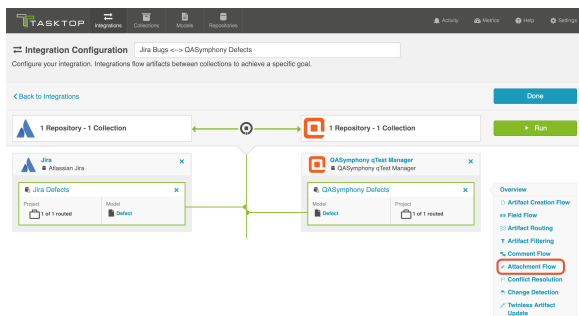 TASKTOP
Integrations
Collections
Models
Repositories
Activity
Metrics
Help
Settings
Integration Configuration
Jira Bugs <--> QASymphony Defects
Configure your integration. Integrations flow artifacts between collections to achieve a specific goal.
Back to Integrations
Done
1 Repository - 1 Collection
1 Repository - 1 Collection
Run
Jira
Atlassian Jira
QASymphony qTest Manager
QASymphony qTest Manager
Jira Defects
Project
1 of 1 routed
Model
Defect
QASymphony Defects
Model
Defect
Project
1 of 1 routed
Overview
Artifact Creation Flow
Field Flow
Artifact Routing
Artifact Filtering
Comment Flow
Attachment Flow
Conflict Resolution
Change Detection
Twinless Artifact
Update